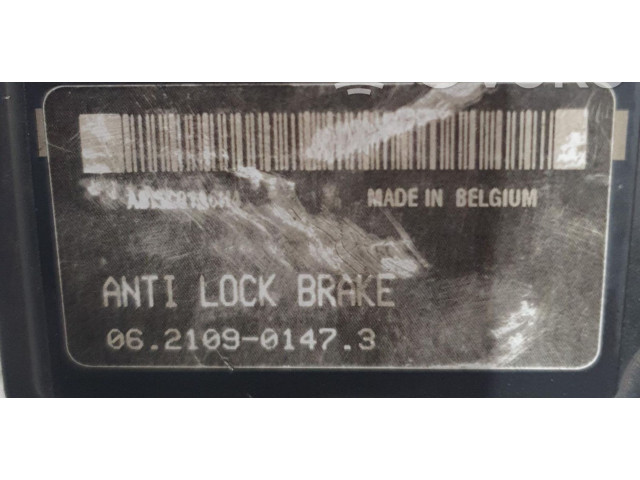 MADE IN BELGIUM
ANTI LOCK BRAKE
06.2109-0147.3